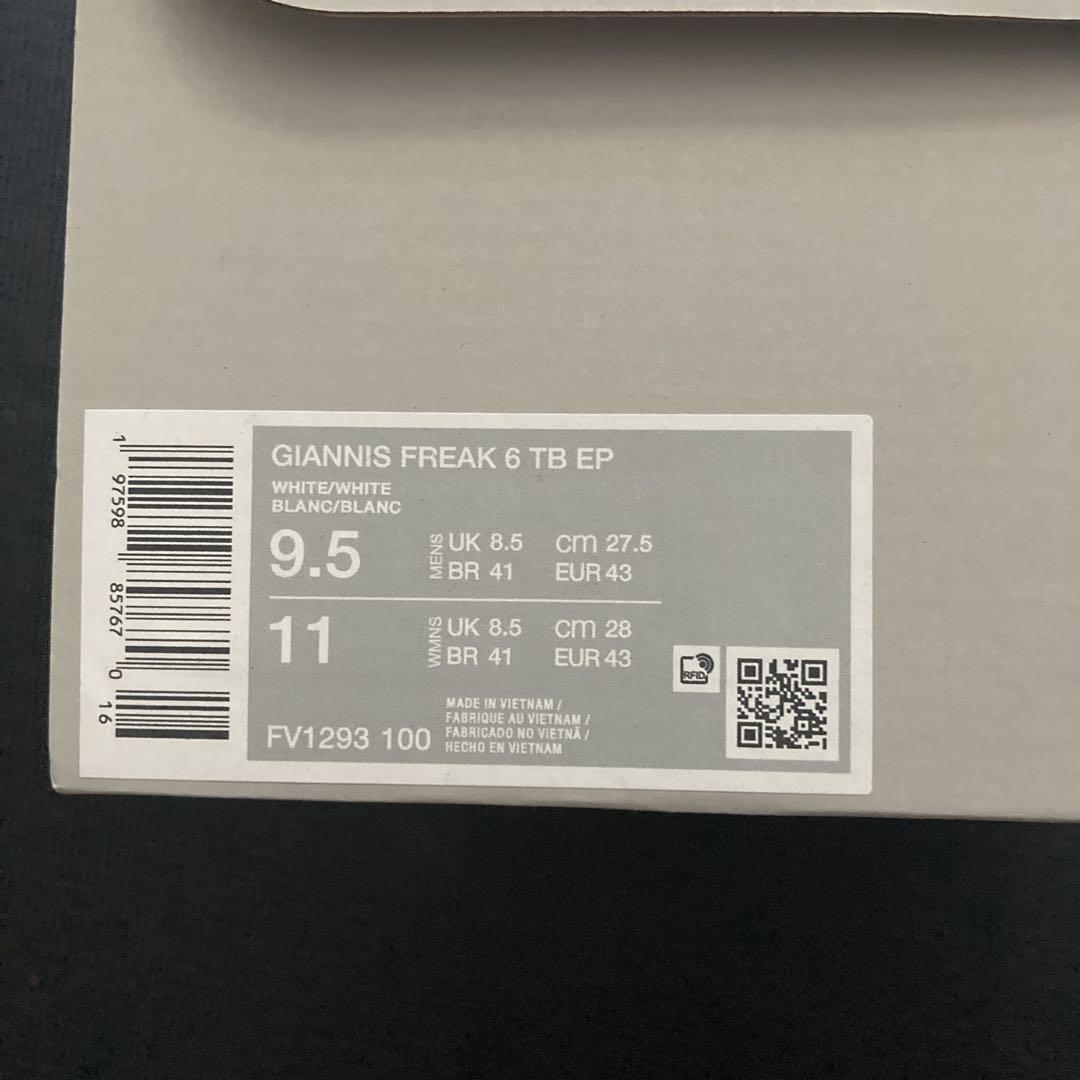 GIANNIS FREAK 6 TB EP
WHITE/WHITE
BLANC/BLANC
9.5
MENS
UK 8.5 cm 27.5
BR 41 EUR 43
11
WMNS
UK 8.5 cm 28
BR 41 EUR 43
FV1293 100
MADE IN VIETNAM /
FABRIQUE AU VIETNAM /
FABRICADO NO VIETNÃ /
HECHO EN VIETNAM
RFID
1 97598 85767 0 16